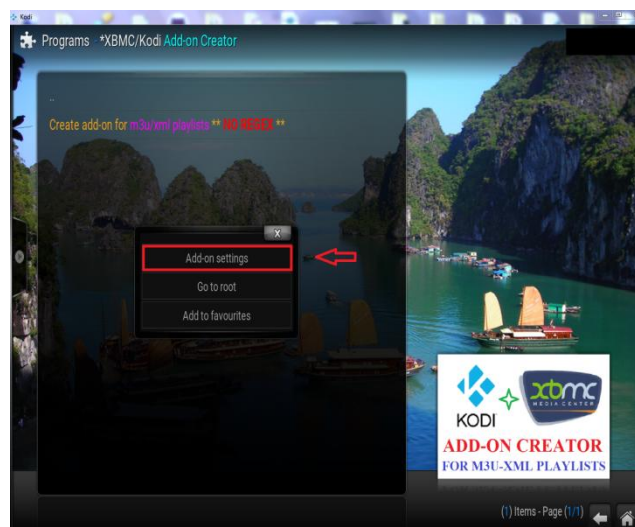 Kodi
Programs *XBMC/Kodi Add-on Creator
..
Create add-on for m3u/xml playlists ** NO REGEX **
X
Add-on settings
Go to root
Add to favourites
KODI
xbmc
MEDIA CENTER
ADD-ON CREATOR
FOR M3U-XML PLAYLISTS
(1) Items - Page (1/1)